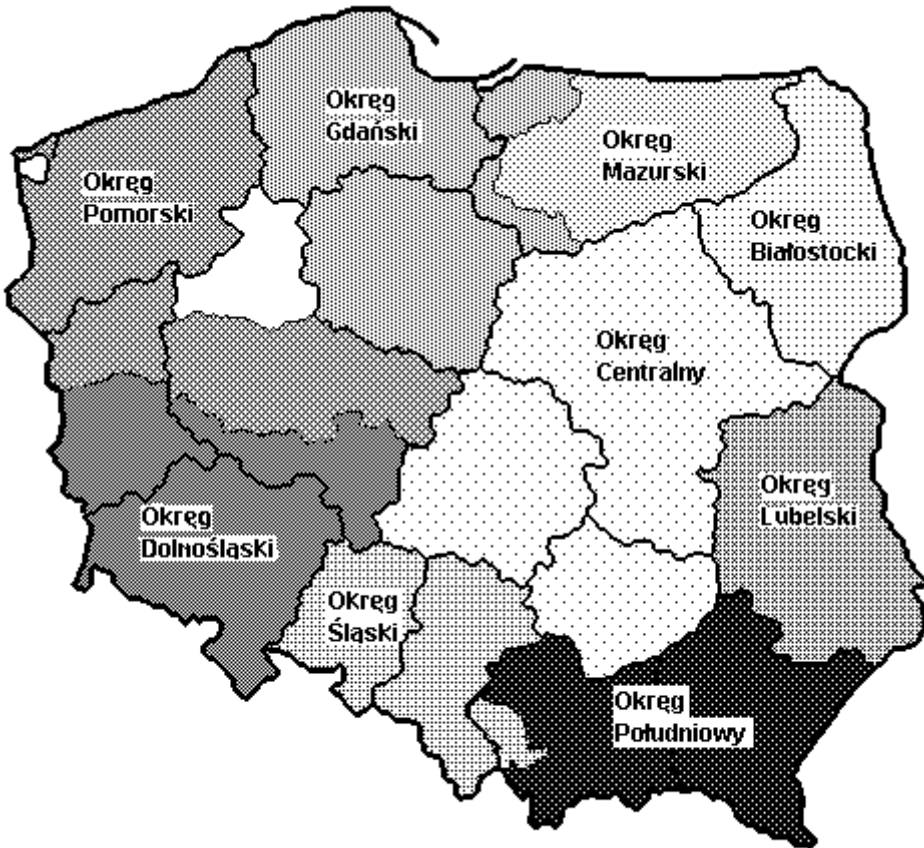 Okręg
Gdański
Okręg
Mazurski
Okręg
Pomorski
Okręg
Białostocki
Okręg
Centralny
Okręg
Lubelski
Okręg
Dolnośląski
Okręg
Śląski
Okręg
Południowy